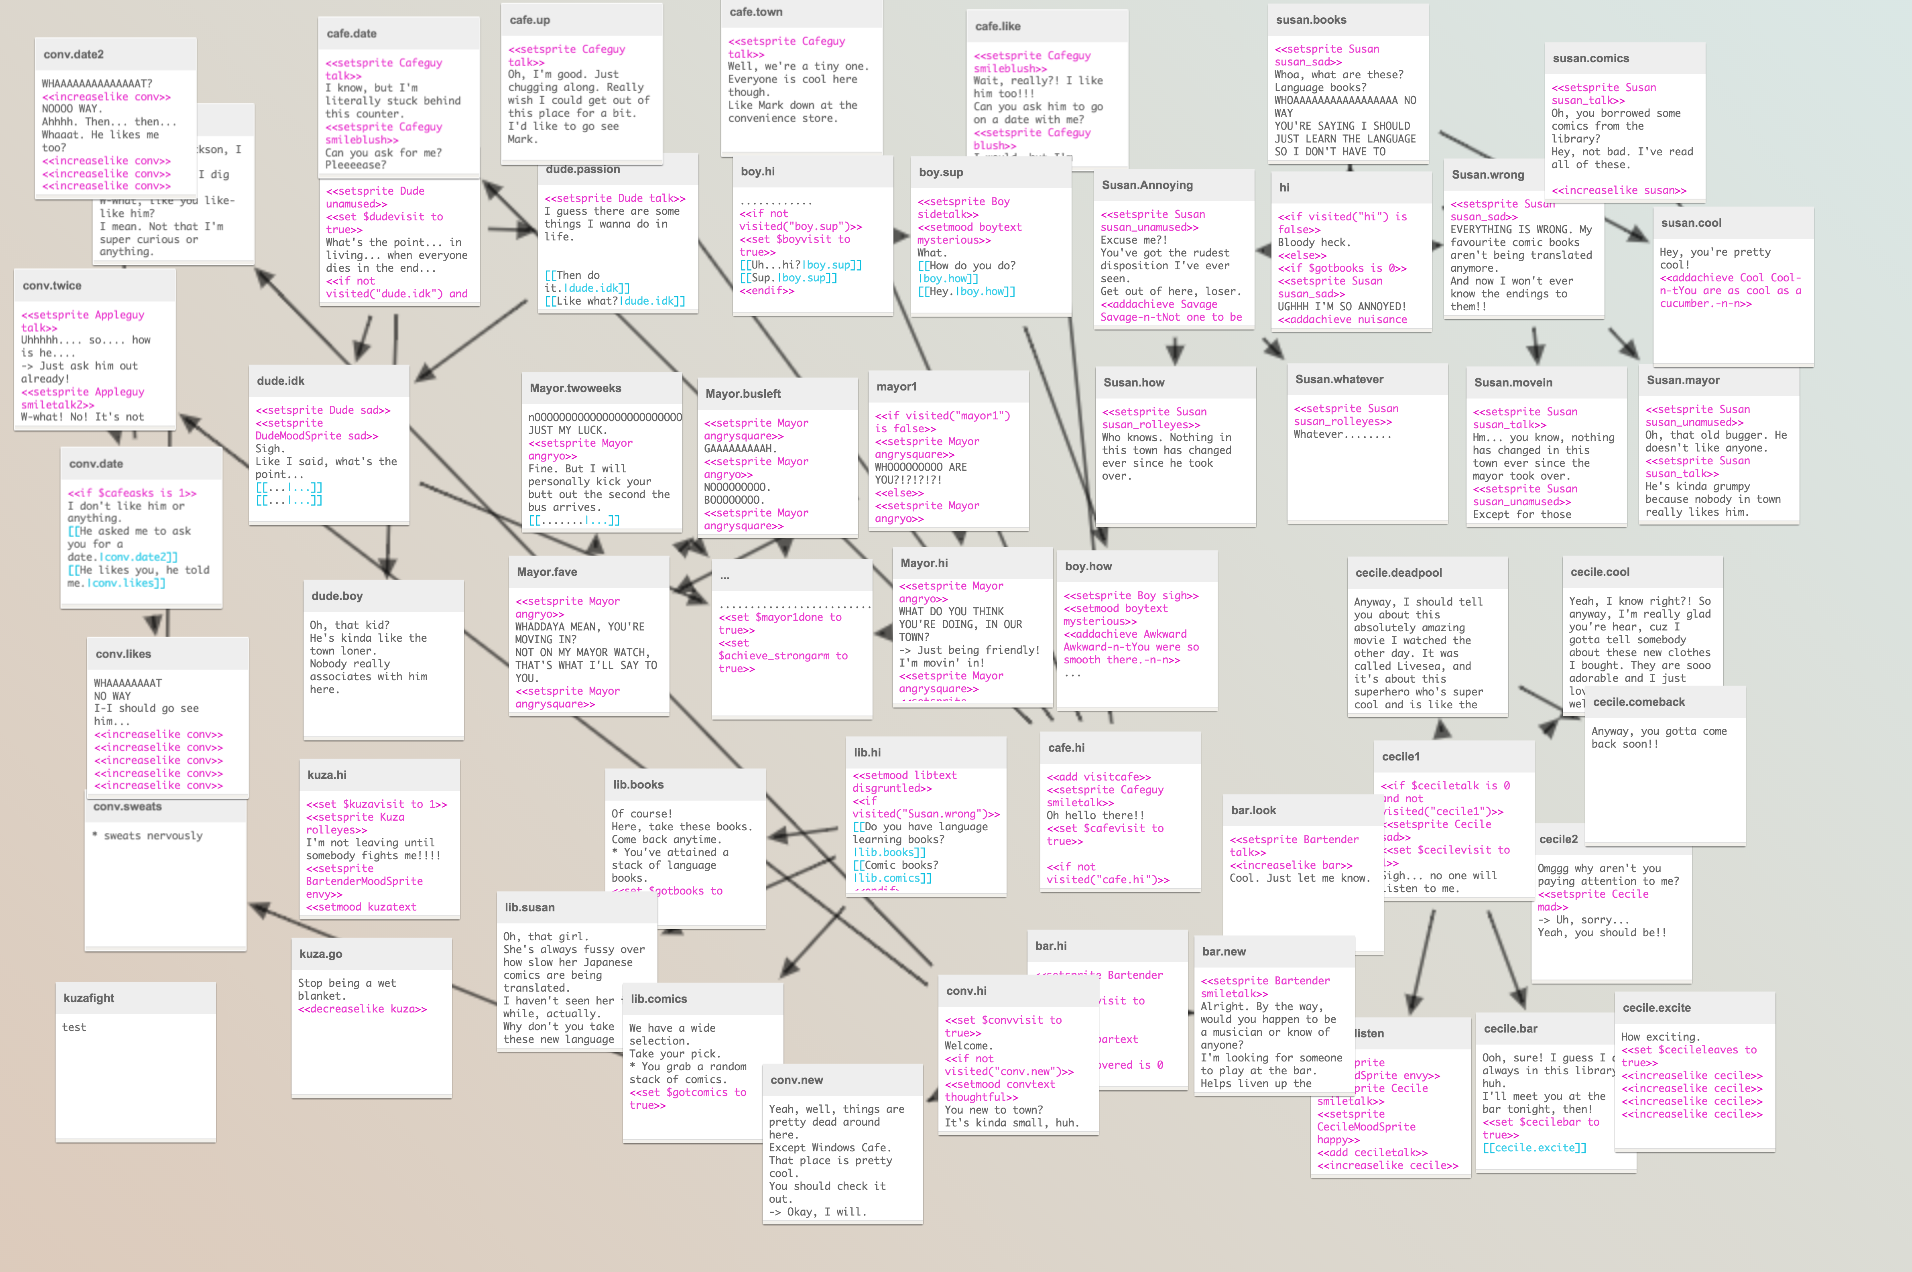 conv.date2
WHAAAAAAAAAAAAAT?
<<increaselike conv>>
NOOOO WAY.
Ahhhh. Then... then...
Whaaat. He likes me
too?
<<increaselike conv>>
<<increaselike conv>>
<<increaselike conv>>
kson, I
I dig
W-what, like you like-
like him?
I mean. Not that I'm
super curious or
anything.
cafe.date
<<setsprite Cafeguy
talk>>
I know, but I'm
literally stuck behind
this counter.
<<setsprite Cafeguy
smileblush>>
Can you ask for me?
Pleeeease?
<<setsprite Dude
unamused>>
<<set $dudevisit to
true>>
What's the point... in
living... when everyone
dies in the end...
<<if not
visited("dude.idk") and
cafe.up
<<setsprite Cafeguy
talk>>
Oh, I'm good. Just
chugging along. Really
wish I could get out of
this place for a bit.
I'd like to go see
Mark.
dude.passion
<<setsprite Dude talk>>
I guess there are some
things I wanna do in
life.
[[Then do
it.|dude.idk]]
[[Like what?|dude.idk]]
cafe.town
<<setsprite Cafeguy
talk>>
Well, we're a tiny one.
Everyone is cool here
though.
Like Mark down at the
convenience store.
boy.hi
............
<<if not
visited("boy.sup")>>
<<set $boyvisit to
true>>
[[Uh...hi?|boy.sup]]
[[Sup.|boy.sup]]
<<endif>>
cafe.like
<<setsprite Cafeguy
smileblush>>
Wait, really?! I like
him too!!!
Can you ask him to go
on a date with me?
<<setsprite Cafeguy
blush>>
boy.sup
<<setsprite Boy
sidetalk>>
<<setmood boytext
mysterious>>
What.
[[How do you do?
|boy.how]]
[[Hey.|boy.how]]
Susan.Annoying
<<setsprite Susan
susan_unamused>>
Excuse me?!
You've got the rudest
disposition I've ever
seen.
Get out of here, loser.
<<addachieve Savage
Savage-n-tNot one to be
susan.books
<<setsprite Susan
susan_sad>>
Whoa, what are these?
Language books?
WHOAAAAAAAAAAAAAAAAA NO
WAY
YOU'RE SAYING I SHOULD
JUST LEARN THE LANGUAGE
SO I DON'T HAVE TO
hi
<<if visited("hi") is
false>>
Bloody heck.
<<else>>
<<if $gotbooks is 0>>
<<setsprite Susan
susan_sad>>
UGHHH I'M SO ANNOYED!
<<addachieve nuisance
Susan.wrong
<<setsprite Susan
susan_sad>>
EVERYTHING IS WRONG. My
favourite comic books
aren't being translated
anymore.
And now I won't ever
know the endings to
them!!
susan.comics
<<setsprite Susan
susan_talk>>
Oh, you borrowed some
comics from the
library?
Hey, not bad. I've read
all of these.
<<increaselike susan>>
susan.cool
Hey, you're pretty
cool!
<<addachieve Cool Cool-
n-tYou are as cool as a
cucumber.-n-n>>
conv.twice
<<setsprite Appleguy
talk>>
Uhhhhh.... so.... how
is he....
-> Just ask him out
already!
<<setsprite Appleguy
smiletalk2>>
W-what! No! It's not
conv.date
<<if $cafeasks is 1>>
I don't like him or
anything.
[[He asked me to ask
you for a
date.|conv.date2]]
[[He likes you, he told
me.|conv.likes]]
dude.idk
<<setsprite Dude sad>>
<<setsprite
DudeMoodSprite sad>>
Sigh.
Like I said, what's the
point...
[[...|...]]
[[...|...]]
Mayor.twoweeks
JUST MY LUCK.
<<setsprite Mayor
angryo>>
Fine. But I will
personally kick your
butt out the second the
bus arrives.
[[.......|...]]
Mayor.busleft
<<setsprite Mayor
angrysquare>>
GAAAAAAAAAH.
<<setsprite Mayor
angryo>>
NOOOOOOOOO.
BOOOOOOOO.
<<setsprite Mayor
angrysquare>>
mayor1
<<if visited("mayor1")
is false>>
<<setsprite Mayor
angrysquare>>
WHOOOOOOOOO ARE
YOU?!?!?!?!
<<else>>
<<setsprite Mayor
angryo>>
Susan.how
<<setsprite Susan
susan_rolleyes>>
Who knows. Nothing in
this town has changed
ever since he took
over.
Susan.whatever
<<setsprite Susan
susan_rolleyes>>
Whatever........
Susan.movein
<<setsprite Susan
susan_talk>>
Hm... you know, nothing
has changed in this
town ever since the
mayor took over.
<<setsprite Susan
susan_unamused>>
Except for those
Susan.mayor
<<setsprite Susan
susan_unamused>>
Oh, that old bugger. He
doesn't like anyone.
<<setsprite Susan
susan_talk>>
He's kinda grumpy
because nobody in town
really likes him.
dude.boy
Oh, that kid?
He's kinda like the
town loner.
Nobody really
associates with him
here.
Mayor.fave
<<setsprite Mayor
angryo>>
WHADDAYA MEAN, YOU'RE
MOVING IN?
NOT ON MY MAYOR WATCH,
THAT'S WHAT I'LL SAY TO
YOU.
<<setsprite Mayor
angrysquare>>
...
.........................
<<set $mayor1done to
true>>
<<set
$achieve_strongarm to
true>>
Mayor.hi
<<setsprite Mayor
angryo>>
WHAT DO YOU THINK
YOU'RE DOING, IN OUR
TOWN?
-> Just being friendly!
I'm movin' in!
<<setsprite Mayor
angrysquare>>
boy.how
<<setsprite Boy sigh>>
<<setmood boytext
mysterious>>
<<addachieve Awkward
Awkward-n-tYou were so
smooth there.-n-n>>
...
cecile.deadpool
Anyway, I should tell
you about this
absolutely amazing
movie I watched the
other day. It was
called Livesea, and
it's about this
superhero who's super
cool and is like the
cecile.cool
Yeah, I know right?! So
anyway, I'm really glad
you're hear, cuz I
gotta tell somebody
about these new clothes
I bought. They are sooo
adorable and I just
lov
wel
cecile.comeback
Anyway, you gotta come
back soon!!
conv.likes
WHAAAAAAAT
NO WAY
I-I should go see
him...
<<increaselike conv>>
<<increaselike conv>>
<<increaselike conv>>
<<increaselike conv>>
<<increaselike conv>>
conv.sweats
* sweats nervously
kuza.hi
<<set $kuzavisit to 1>>
<<setsprite Kuza
rolleyes>>
I'm not leaving until
somebody fights me!!!!
<<setsprite
BartenderMoodSprite
envy>>
<<setmood kuzatext
lib.books
Of course!
Here, take these books.
Come back anytime.
* You've attained a
stack of language
books.
<<set $gotbooks to
lib.hi
<<setmood libtext
disgruntled>>
<<if
visited("Susan.wrong")>>
[[Do you have language
learning books?
|lib.books]]
[[Comic books?
|lib.comics]]
<<endif>
cafe.hi
<<add visitcafe>>
<<setsprite Cafeguy
smiletalk>>
Oh hello there!!
<<set $cafevisit to
true>>
<<if not
visited("cafe.hi")>>
bar.look
<<setsprite Bartender
talk>>
<<increaselike bar>>
Cool. Just let me know.
cecile1
<<if $ceciletalk is 0
and not
visited("cecile1")>>
<<setsprite Cecile
sad>>
<<set $cecilevisit to
1>>
Sigh... no one will
listen to me.
cecile2
Omggg why aren't you
paying attention to me?
<<setsprite Cecile
mad>>
-> Uh, sorry...
Yeah, you should be!!
lib.susan
Oh, that girl.
She's always fussy over
how slow her Japanese
comics are being
translated.
I haven't seen her
while, actually.
Why don't you take
these new language
kuza.go
Stop being a wet
blanket.
<<decreaselike kuza>>
kuzafight
test
lib.comics
We have a wide
selection.
Take your pick.
* You grab a random
stack of comics.
<<set $gotcomics to
true>>
conv.new
Yeah, well, things are
pretty dead around
here.
Except Windows Cafe.
That place is pretty
cool.
You should check it
out.
-> Okay, I will.
conv.hi
<<set $convvisit to
true>>
Welcome.
<<if not
visited("conv.new")>>
<<setmood convtext
thoughtful>>
You new to town?
It's kinda small, huh.
bar.hi
<<setsprite Bartender
visit to
bartext
overed is 0
bar.new
<<setsprite Bartender
smiletalk>>
Alright. By the way,
would you happen to be
a musician or know of
anyone?
I'm looking for someone
to play at the bar.
Helps liven up the
listen
sprite
dSprite envy>>
prite Cecile
smiletalk>>
<<setsprite
CecileMoodSprite
happy>>
<<add ceciletalk>>
<<increaselike cecile>>
cecile.bar
Ooh, sure! I guess I
always in this library
huh.
I'll meet you at the
bar tonight, then!
<<set $cecilebar to
true>>
[[cecile.excite]]
cecile.excite
How exciting.
<<set $cecileleaves to
true>>
<<increaselike cecile>>
<<increaselike cecile>>
<<increaselike cecile>>
<<increaselike cecile>>